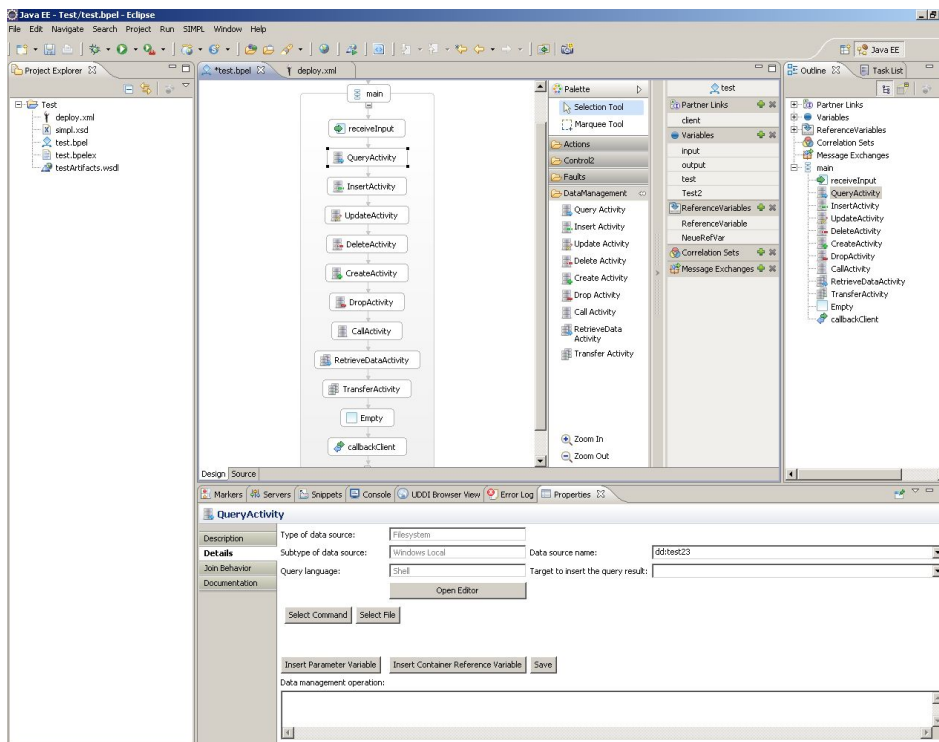 Java EE - Test/test.bpel - Eclipse
File Edit Navigate Search Project Run SIMPL Window Help
Java EE
Project Explorer
Test
deploy.xml
simpl.xsd
test.bpel
test.bpelex
testArtifacts.wsdl
*test.bpel
deploy.xml
main
receiveInput
QueryActivity
InsertActivity
UpdateActivity
DeleteActivity
CreateActivity
DropActivity
CallActivity
RetrieveDataActivity
TransferActivity
Empty
callbackClient
Design Source
Palette
Selection Tool
Marquee Tool
Actions
Control2
Faults
DataManagement
Query Activity
Insert Activity
Update Activity
Delete Activity
Create Activity
Drop Activity
Call Activity
RetrieveData
Activity
Transfer Activity
Zoom In
Zoom Out
test
Partner Links
client
Variables
input
output
test
Test2
ReferenceVariables
ReferenceVariable
NeueRefVar
Correlation Sets
Message Exchanges
Outline
Task List
Partner Links
Variables
ReferenceVariables
Correlation Sets
Message Exchanges
main
receiveInput
QueryActivity
InsertActivity
UpdateActivity
DeleteActivity
CreateActivity
DropActivity
CallActivity
RetrieveDataActivity
TransferActivity
Empty
callbackClient
Markers Servers Snippets Console UDDI Browser View Error Log Properties
QueryActivity
Description
Details
Join Behavior
Documentation
Type of data source: Filesystem
Subtype of data source: Windows Local Data source name: dd:test23
Query language: Shell Target to insert the query result:
Open Editor
Select Command Select File
Insert Parameter Variable Insert Container Reference Variable Save
Data management operation: